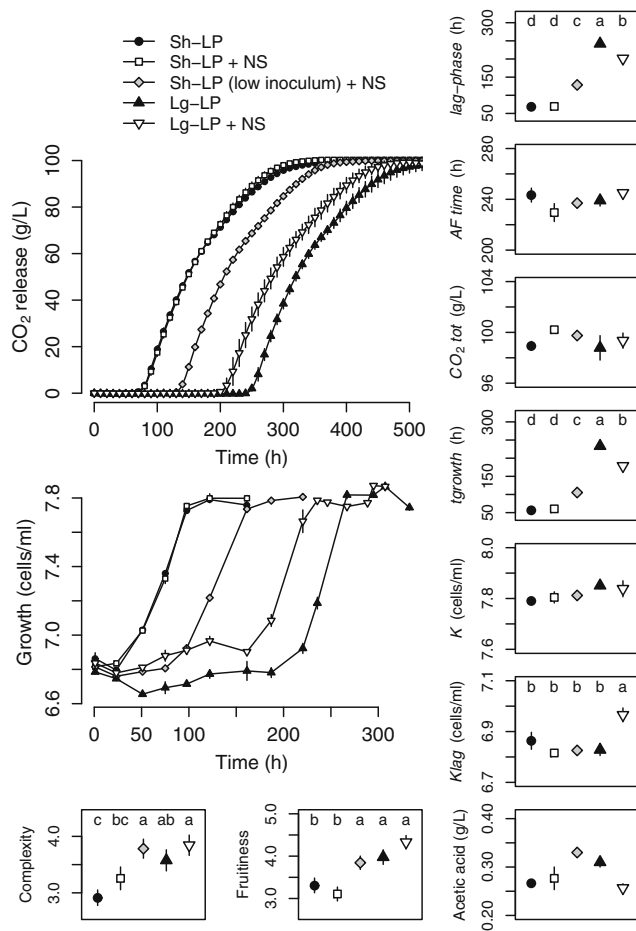 Sh−LP
Sh−LP + NS
Sh−LP (low inoculum) + NS
Lg−LP
Lg−LP + NS
CO2 release (g/L)
0 20 40 60 80 100
0 100 200 300 400 500
Time (h)
Growth (cells/ml)
6.6 7.0 7.4 7.8
0 50 100 200 300
Time (h)
Complexity
3.0 4.0
c bc a ab a
Fruitiness
3.0 4.0 5.0
b b a a a
lag−phase (h)
50 150 300
d d c a b
AF time (h)
200 240 280
CO2 tot (g/L)
96 100 104
tgrowth (h)
50 150 300
d d c a b
K (cells/ml)
7.6 7.8 8.0
Klag (cells/ml)
6.7 6.9 7.1
b b b b a
Acetic acid (g/L)
0.20 0.30 0.40